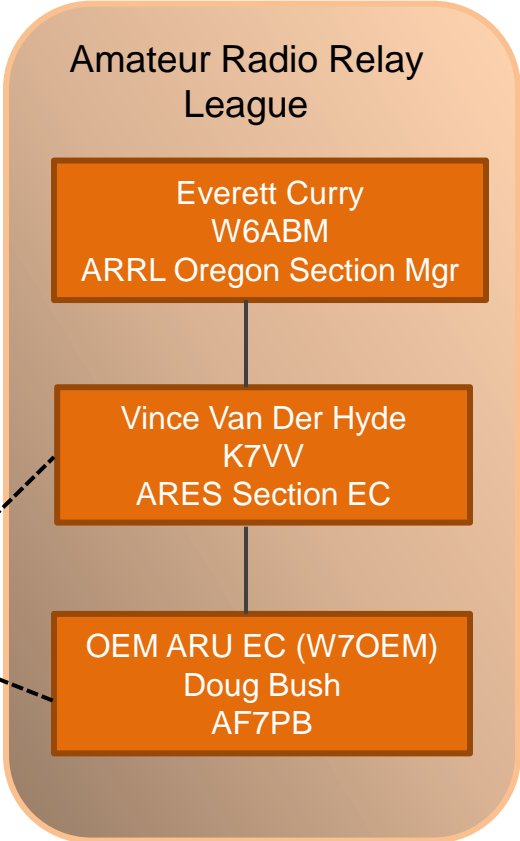 Amateur Radio Relay
League
Everett Curry
W6ABM
ARRL Oregon Section Mgr
Vince Van Der Hyde
K7VV
ARES Section EC
OEM ARU EC (W7OEM)
Doug Bush
AF7PB